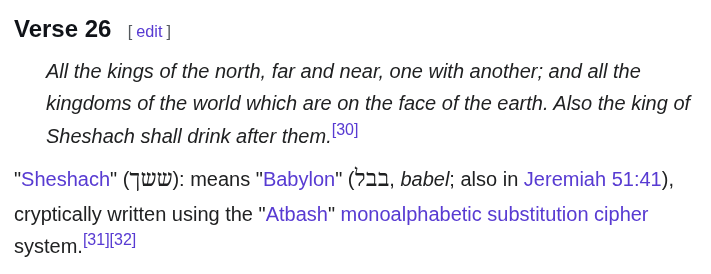 Verse 26 [ edit ]
All the kings of the north, far and near, one with another; and all the
kingdoms of the world which are on the face of the earth. Also the king of
Sheshach shall drink after them.[30]
"Sheshach" (ששך): means "Babylon" (בבל, babel; also in Jeremiah 51:41),
cryptically written using the "Atbash" monoalphabetic substitution cipher
system.[31][32]